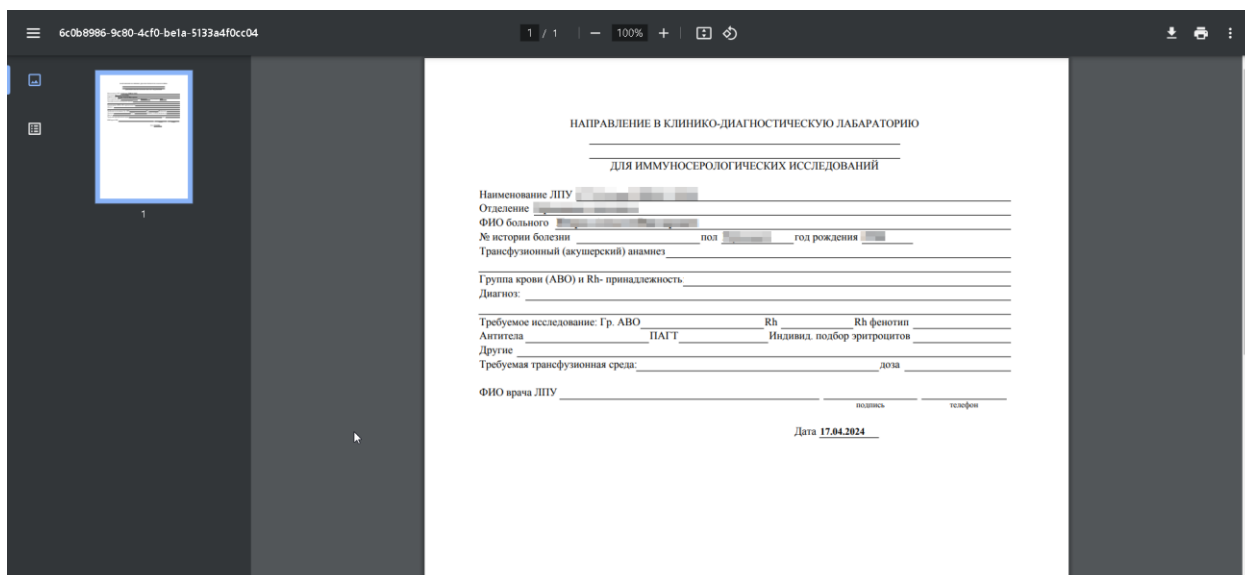 6c0b8986-9c80-4cf0-be1a-5133a4f0cc04
1 / 1
100%
1
НАПРАВЛЕНИЕ В КЛИНИКО-ДИАГНОСТИЧЕСКУЮ ЛАБАРАТОРИЮ
ДЛЯ ИММУНОСЕРОЛОГИЧЕСКИХ ИССЛЕДОВАНИЙ
Наименование ЛПУ
Отделение
ФИО больного
№ истории болезни пол год рождения
Трансфузионный (акушерский) анамнез
Группа крови (АВО) и Rh- принадлежность
Диагноз:
Требуемое исследование: Гр. АВО Rh Rh фенотип
Антитела ПАГТ Индивид. подбор эритроцитов
Другие
Требуемая трансфузионная среда: доза
ФИО врача ЛПУ
подпись телефон
Дата 17.04.2024